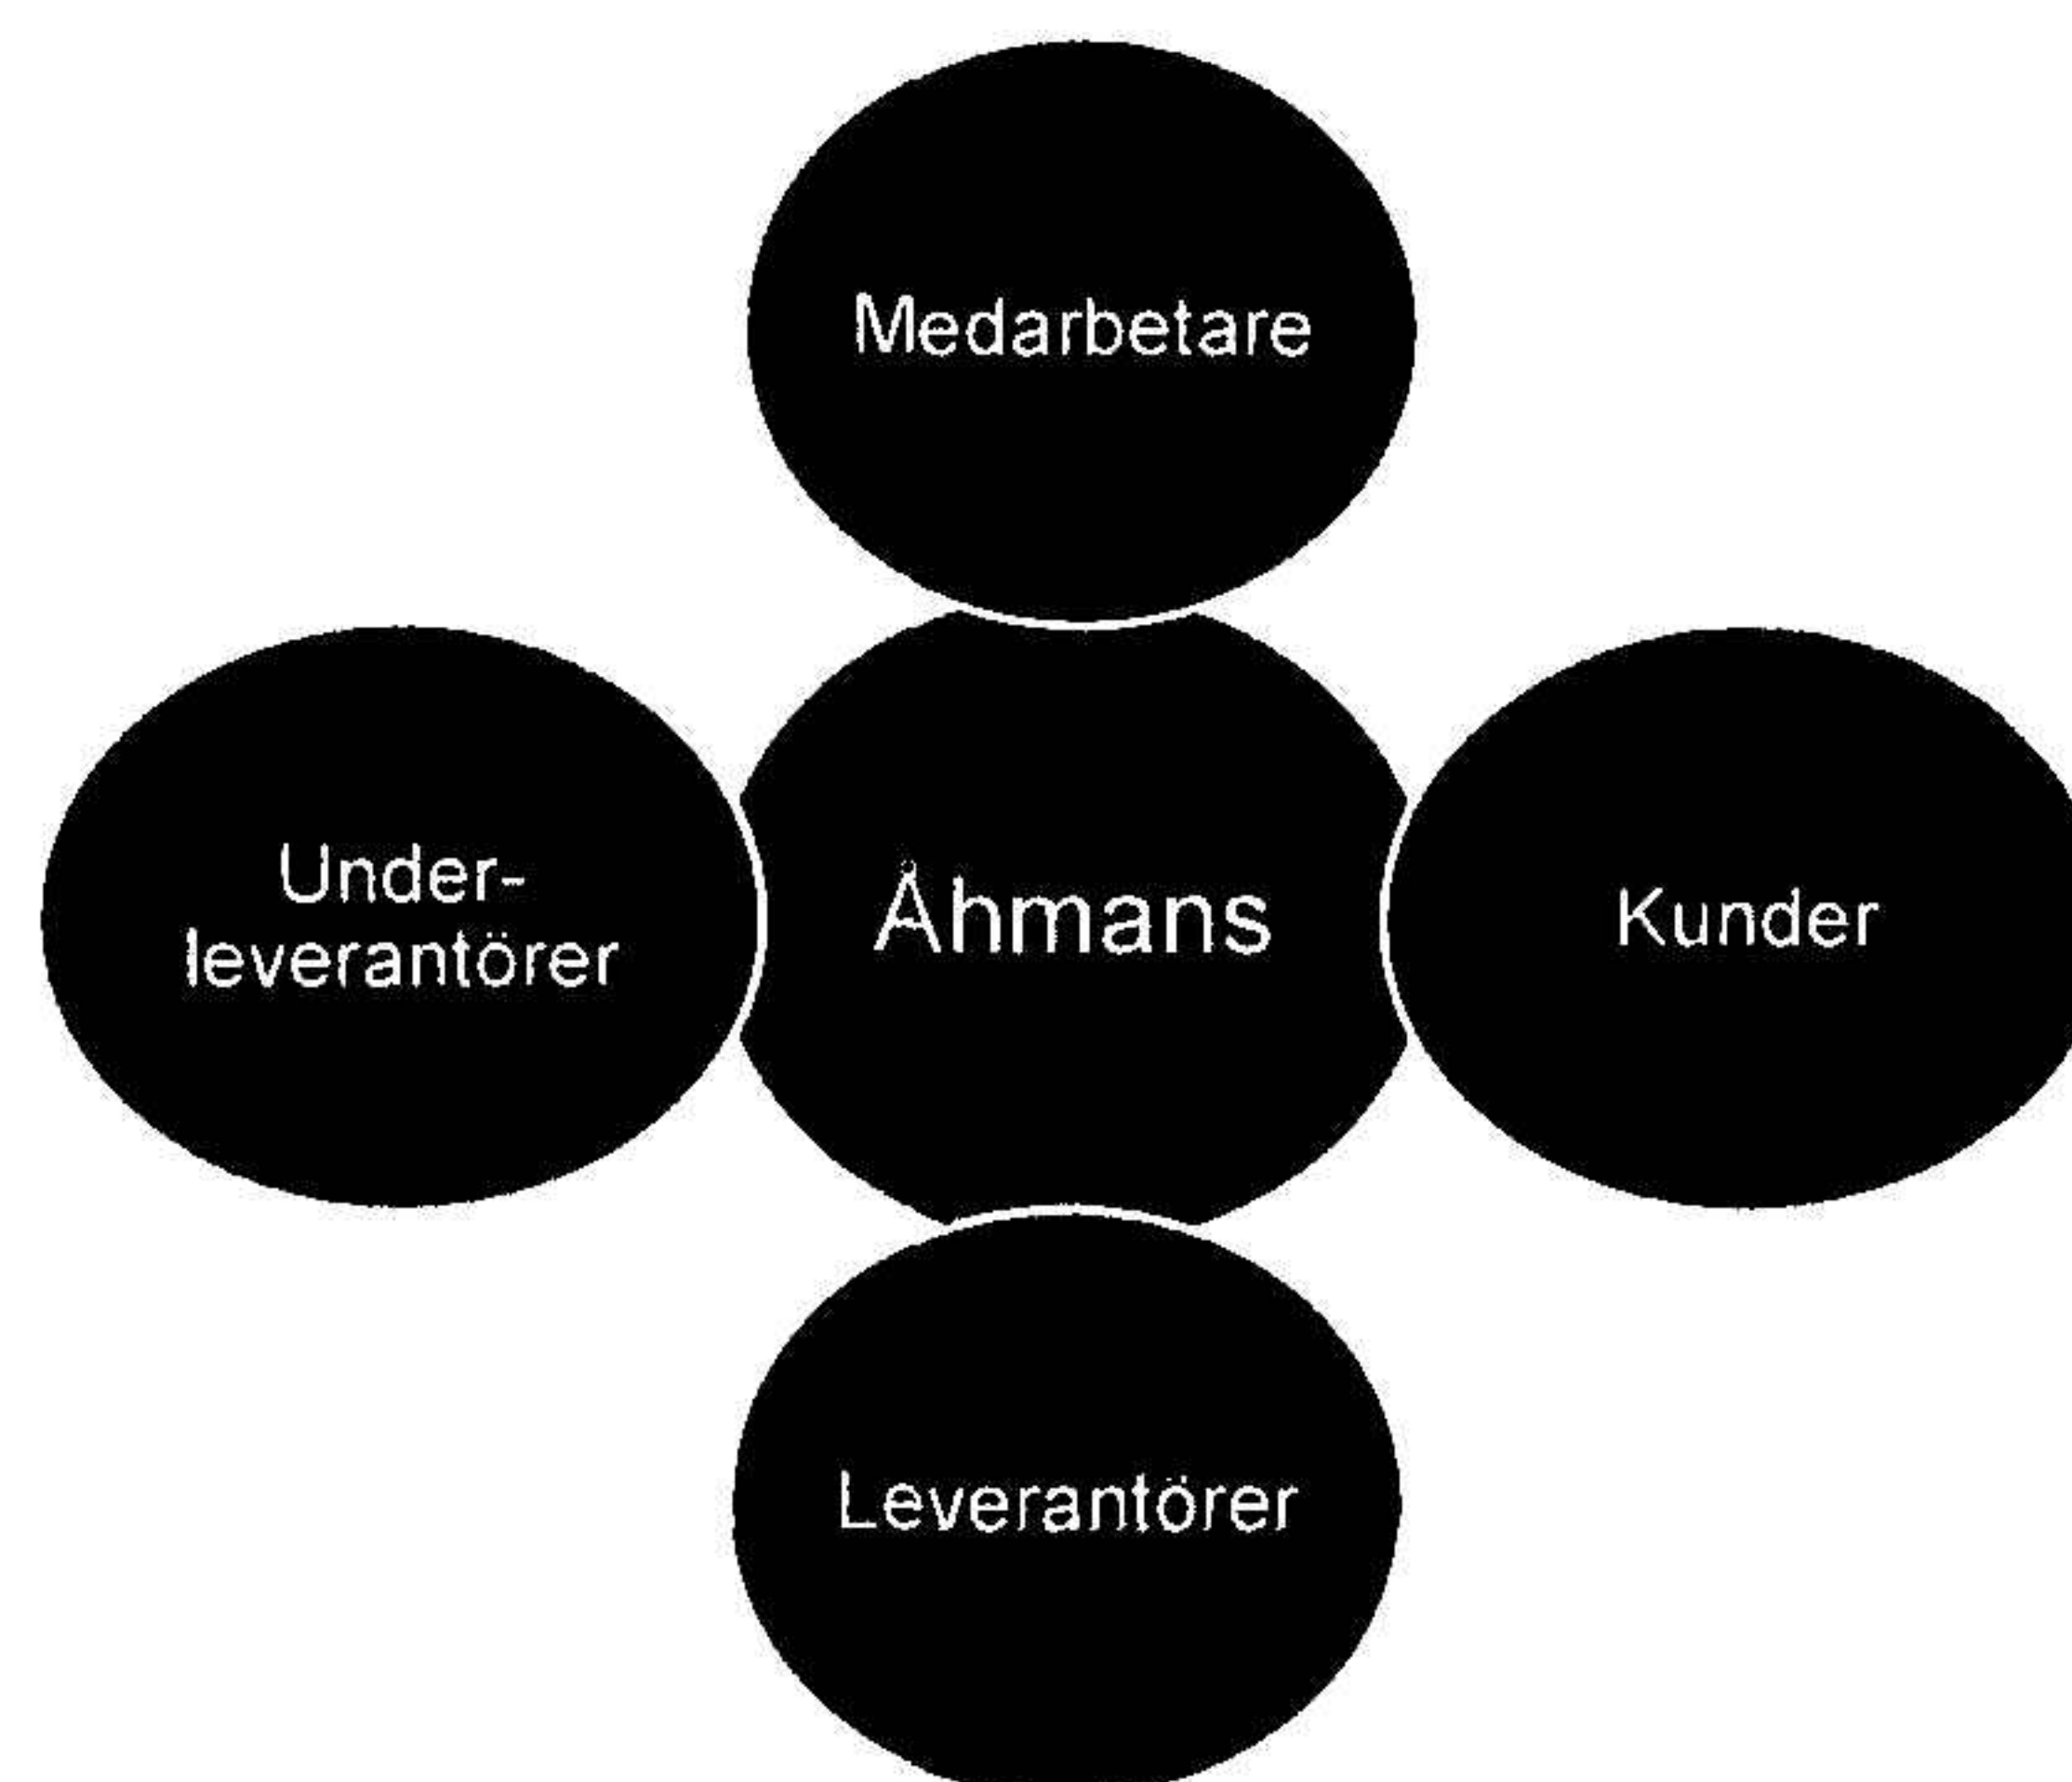 Medarbetare
Under-
leverantörer
Åhmans
Kunder
Leverantörer